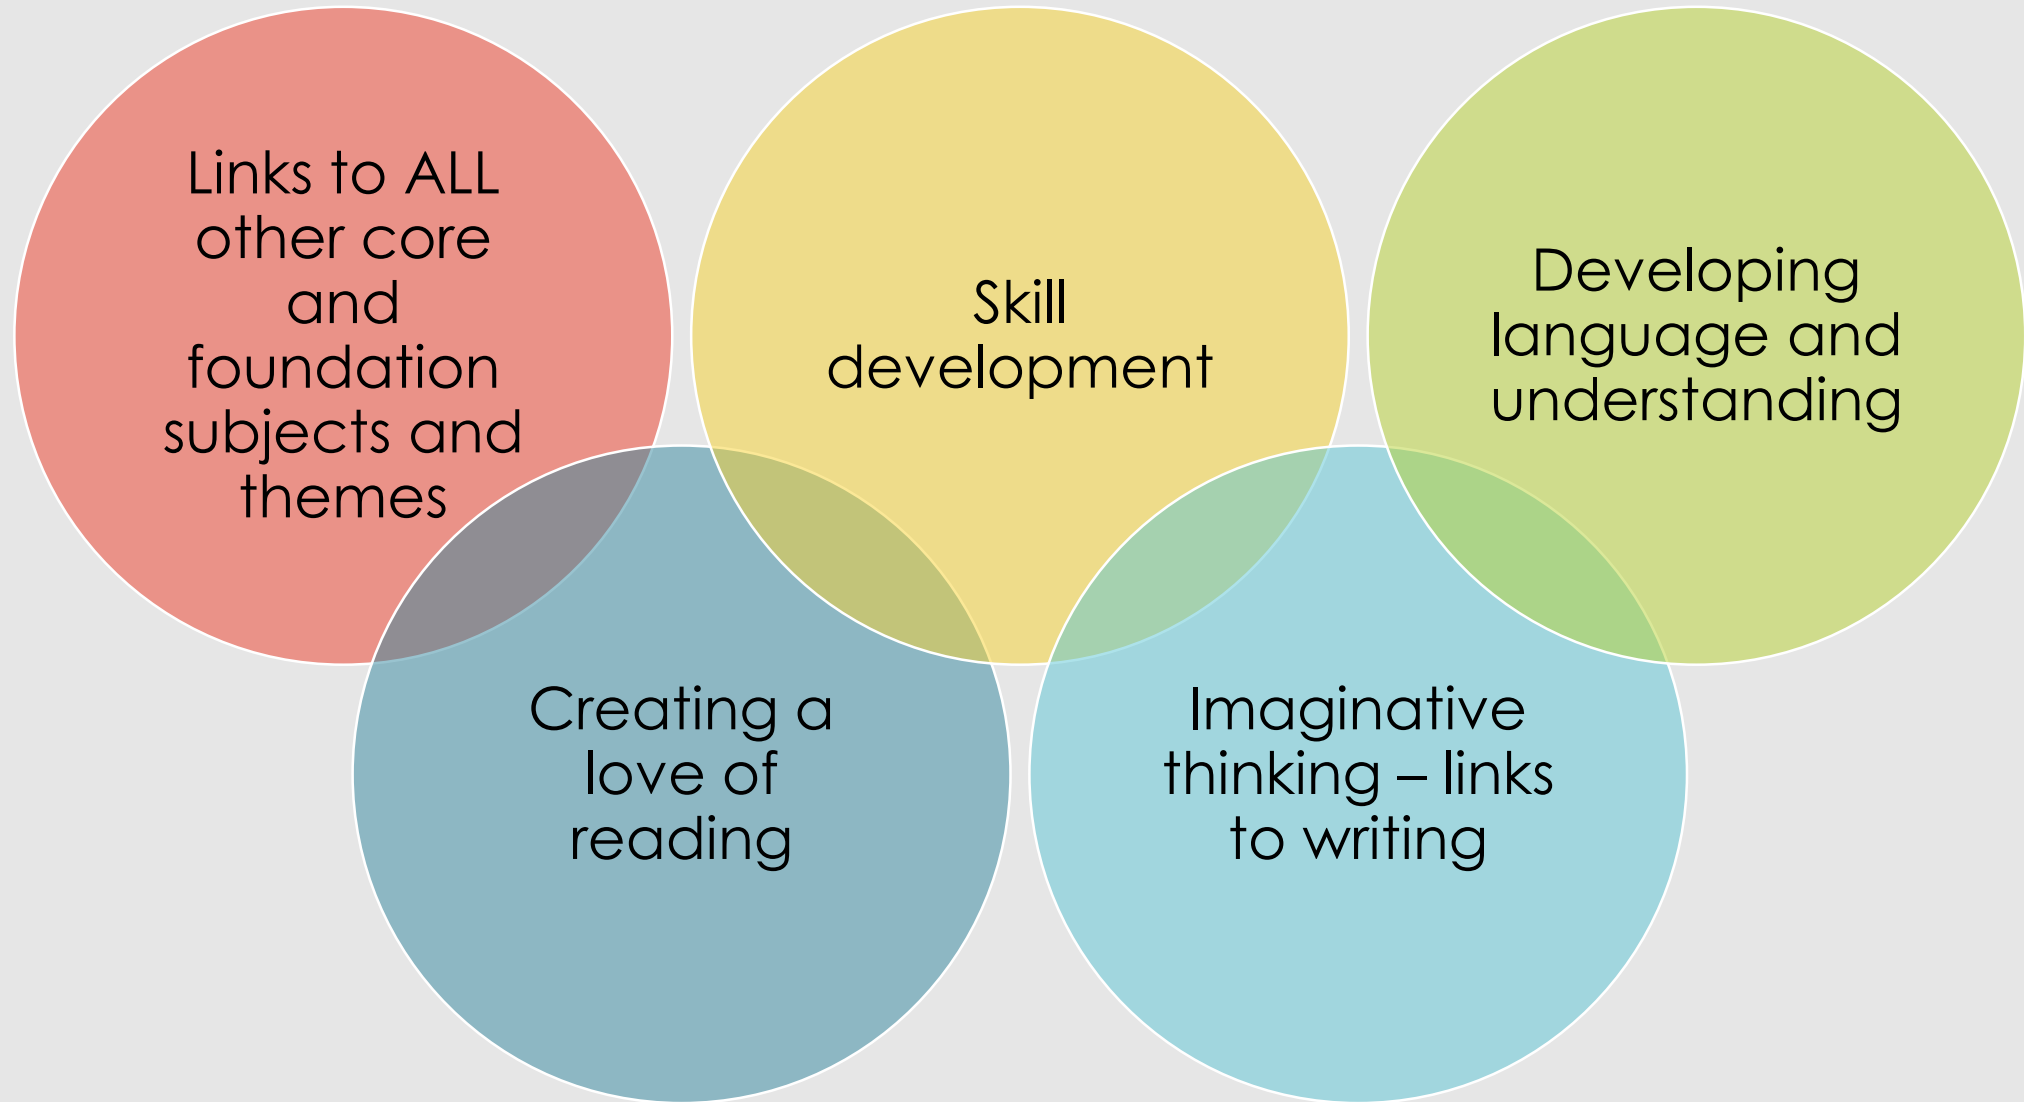 Links to ALL
other core
and
foundation
subjects and
themes
Creating a
love of
reading
Skill
development
Imaginative
thinking – links
to writing
Developing
language and
understanding